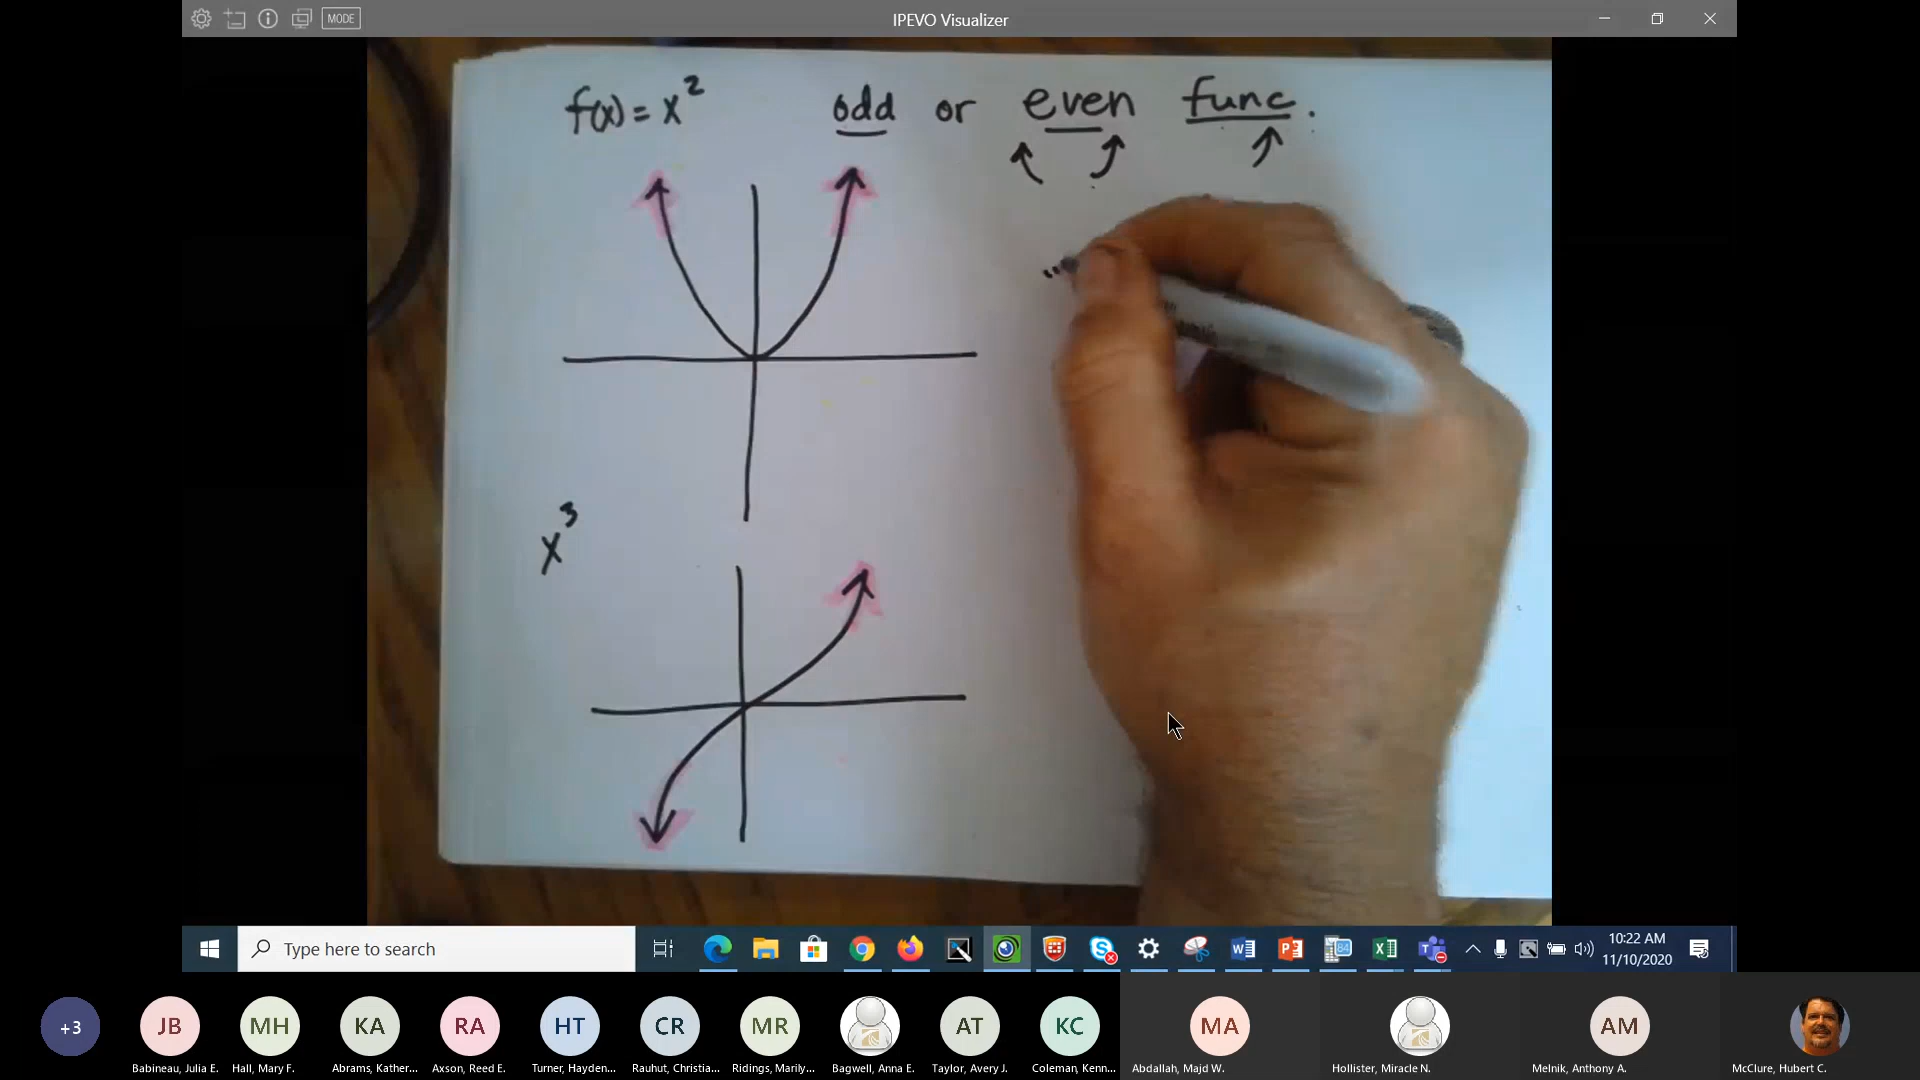 MODE
IPEVO Visualizer
f(x) = x² odd or even func.
x³
Type here to search
10:22 AM
11/10/2020
+3
JB
MH
KA
RA
HT
CR
MR
AT
KC
MA
AM
Babineau, Julia E.
Hall, Mary F.
Abrams, Kather...
Axson, Reed E.
Turner, Hayden...
Rauhut, Christia...
Ridings, Marily...
Bagwell, Anna E.
Taylor, Avery J.
Coleman, Kenn...
Abdallah, Majd W.
Hollister, Miracle N.
Melnik, Anthony A.
McClure, Hubert C.